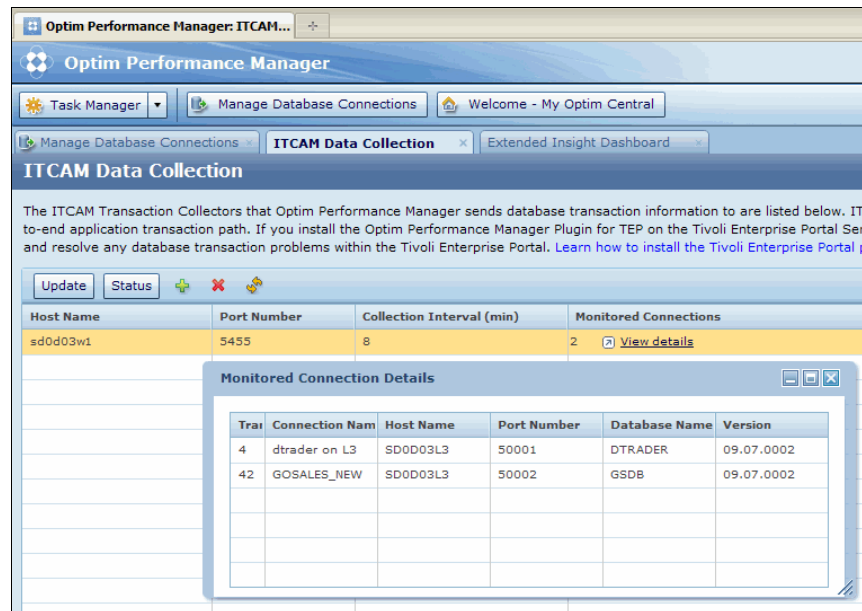 Optim Performance Manager: ITCAM...
Optim Performance Manager
Task Manager Manage Database Connections Welcome - My Optim Central
Manage Database Connections ITCAM Data Collection Extended Insight Dashboard
ITCAM Data Collection
The ITCAM Transaction Collectors that Optim Performance Manager sends database transaction information to are listed below.
to-end application transaction path. If you install the Optim Performance Manager Plugin for TEP on the Tivoli Enterprise Portal
and resolve any database transaction problems within the Tivoli Enterprise Portal. Learn how to install the Tivoli Enterprise Portal
Update Status
Host Name Port Number Collection Interval (min) Monitored Connections
sd0d03w1 5455 8 2 View details
Monitored Connection Details
Trai Connection Nam Host Name Port Number Database Name Version
4 dtrader on L3 SD0D03L3 50001 DTRADER 09.07.0002
42 GOSALES_NEW SD0D03L3 50002 GSDB 09.07.0002